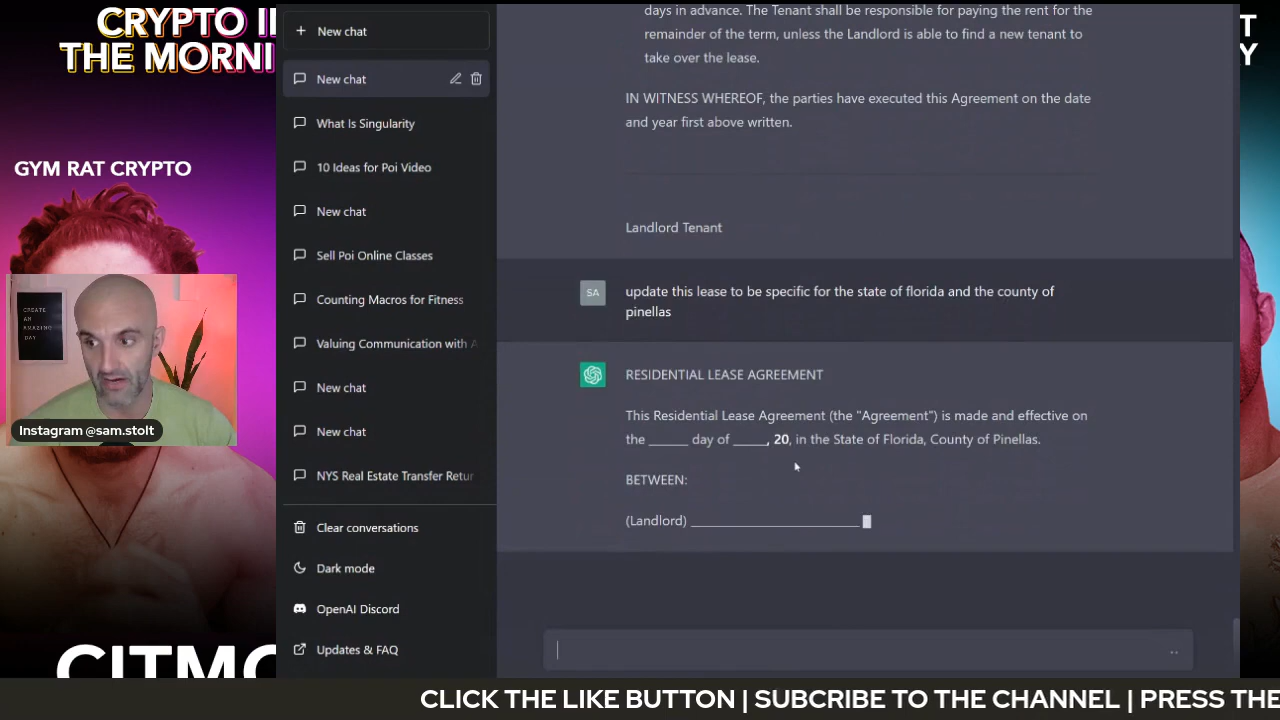 CRYPTO I
THE MORNI
GYM RAT CRYPTO
CREATE
AN
AMAZING
DAY
Instagram @sam.stolt
CITMO
+ New chat
New chat
What Is Singularity
10 Ideas for Poi Video
New chat
Sell Poi Online Classes
Counting Macros for Fitness
Valuing Communication with A
New chat
New chat
NYS Real Estate Transfer Retur
Clear conversations
Dark mode
OpenAI Discord
Updates & FAQ
days in advance. The Tenant shall be responsible for paying the rent for the
remainder of the term, unless the Landlord is able to find a new tenant to
take over the lease.
IN WITNESS WHEREOF, the parties have executed this Agreement on the date
and year first above written.
Landlord Tenant
SA
update this lease to be specific for the state of florida and the county of
pinellas
RESIDENTIAL LEASE AGREEMENT
This Residential Lease Agreement (the "Agreement") is made and effective on
the ______ day of _____, 20, in the State of Florida, County of Pinellas.
BETWEEN:
(Landlord) __________________________
T
Y
CLICK THE LIKE BUTTON | SUBCRIBE TO THE CHANNEL | PRESS THE